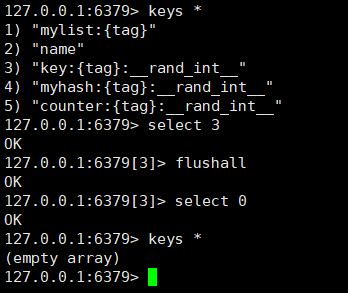 127.0.0.1:6379> keys *
1) "mylist:{tag}"
2) "name"
3) "key:{tag}:__rand_int__"
4) "myhash:{tag}:__rand_int__"
5) "counter:{tag}:__rand_int__"
127.0.0.1:6379> select 3
OK
127.0.0.1:6379[3]> flushall
OK
127.0.0.1:6379[3]> select 0
OK
127.0.0.1:6379> keys *
(empty array)
127.0.0.1:6379>